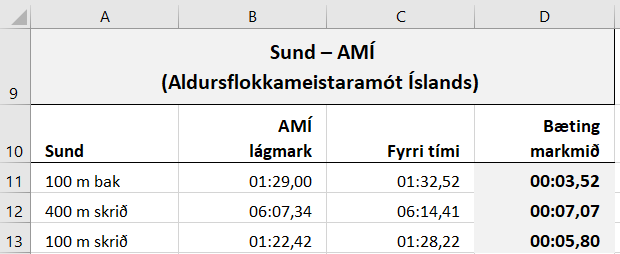 A B C D
9 Sund – AMÍ
(Aldursflokkameistaramót Íslands)
AMÍ Bæting
10 Sund lágmark Fyrri tími markmið
11 100 m bak 01:29,00 01:32,52 00:03,52
12 400 m skrið 06:07,34 06:14,41 00:07,07
13 100 m skrið 01:22,42 01:28,22 00:05,80